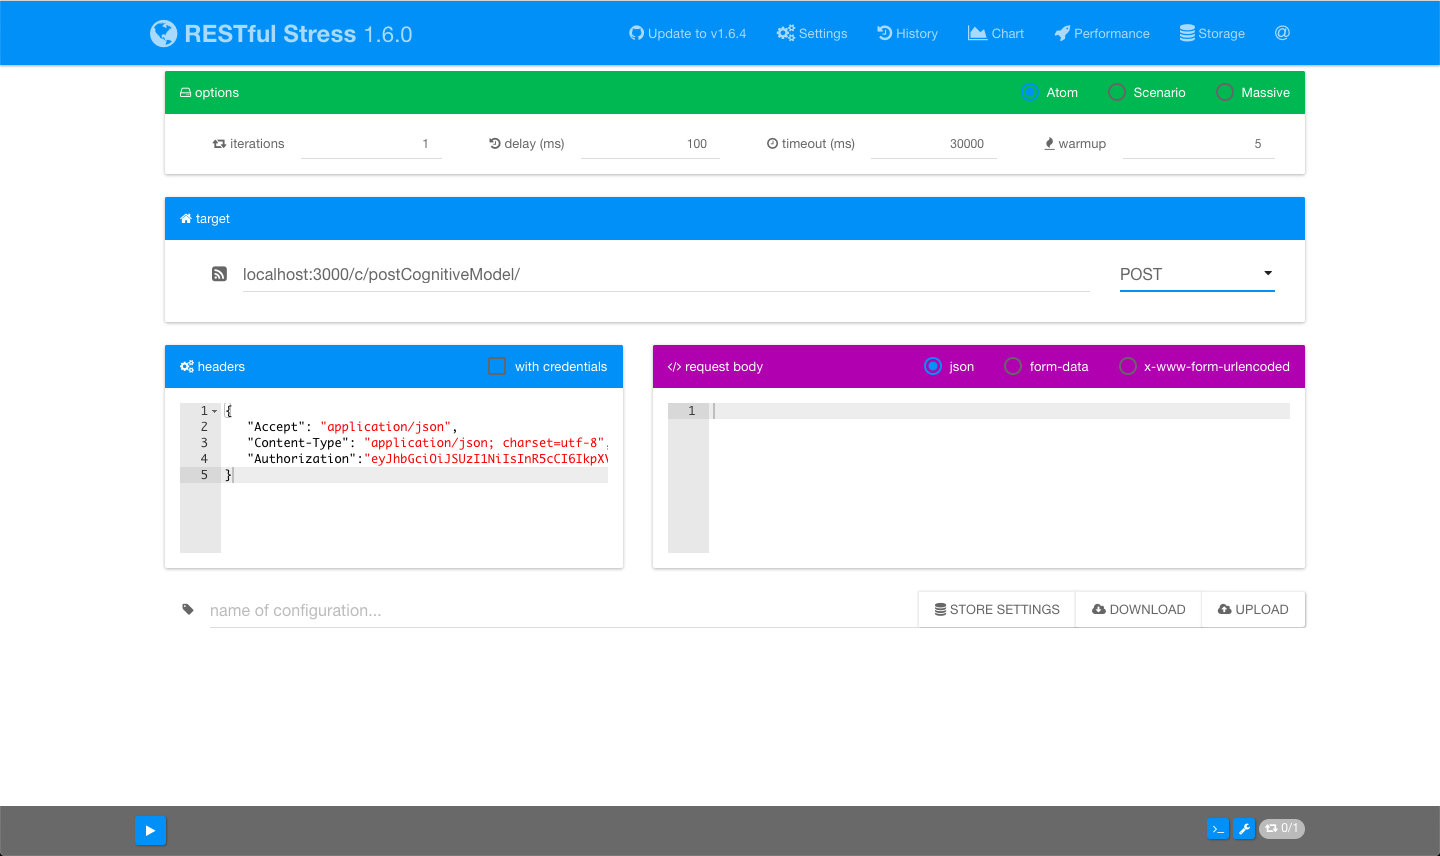 RESTful Stress 1.6.0
Update to v1.6.4 Settings History Chart Performance Storage @
options Atom Scenario Massive
iterations 1 delay (ms) 100 timeout (ms) 30000 warmup 5
target
localhost:3000/c/postCognitiveModel/ POST
headers with credentials
1 {
2 "Accept": "application/json",
3 "Content-Type": "application/json; charset=utf-8",
4 "Authorization":"eyJhbGciOiJSUzI1NiIsInR5cCI6IkpXV
5 }
</> request body json form-data x-www-form-urlencoded
1
name of configuration... STORE SETTINGS DOWNLOAD UPLOAD
>_ 0/1